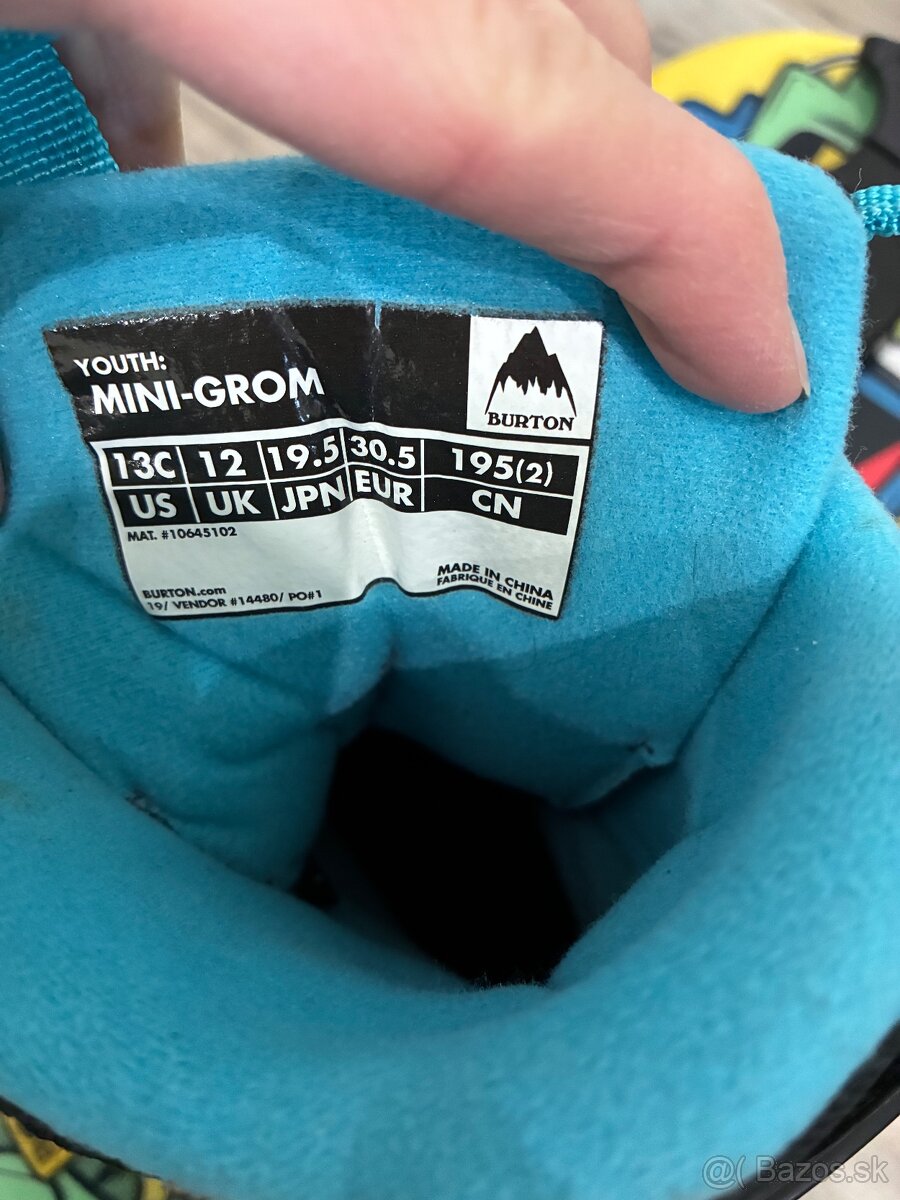 YOUTH:
MINI-GROM
BURTON
13C 12 19.5 30.5 195(2)
US UK JPN EUR CN
MAT. #10645102
MADE IN CHINA
FABRIQUE EN CHINE
BURTON.com
19/ VENDOR #14480/ PO#1
@( Bazos.sk